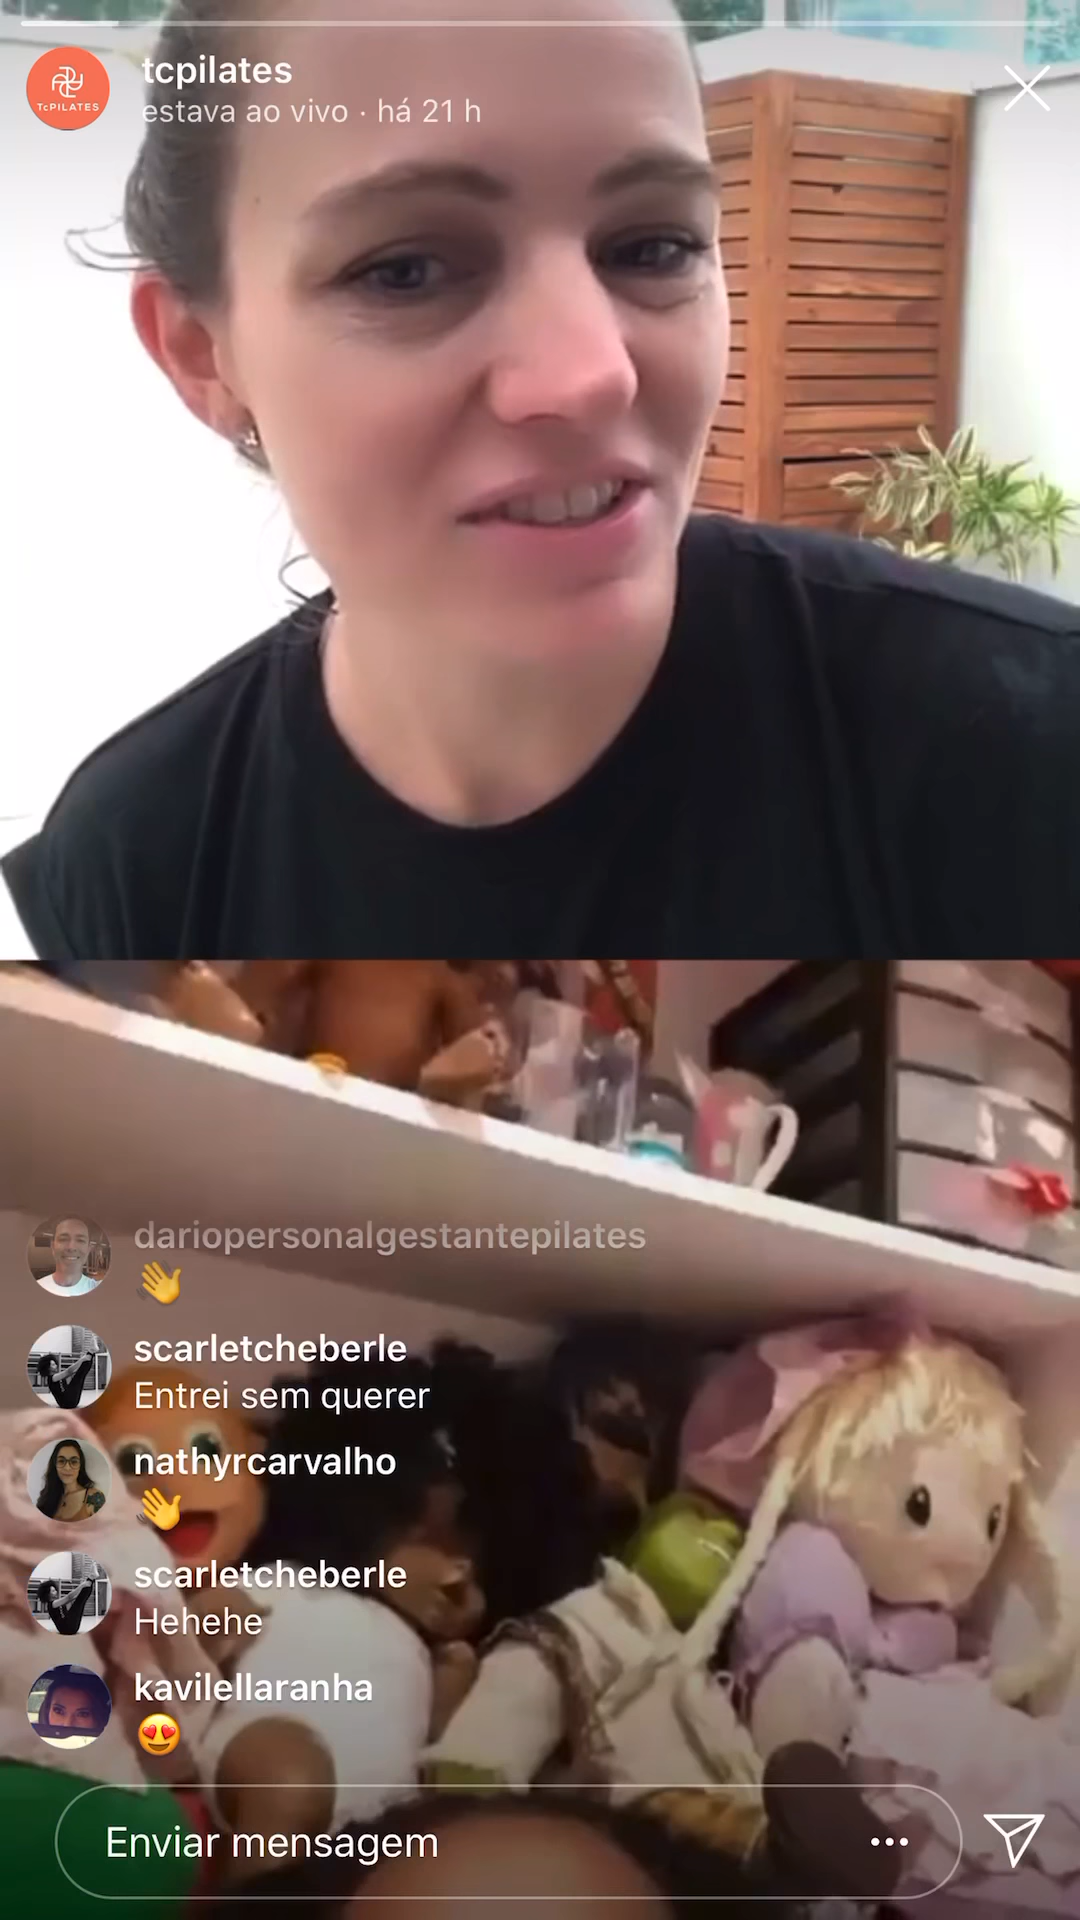 tcpilates
estava ao vivo · há 21 h
TcPILATES
dariopersonalgestantepilates
👋
scarletcheberle
Entrei sem querer
nathyrcarvalho
👋
scarletcheberle
Hehehe
kavilellaranha
😍
Enviar mensagem